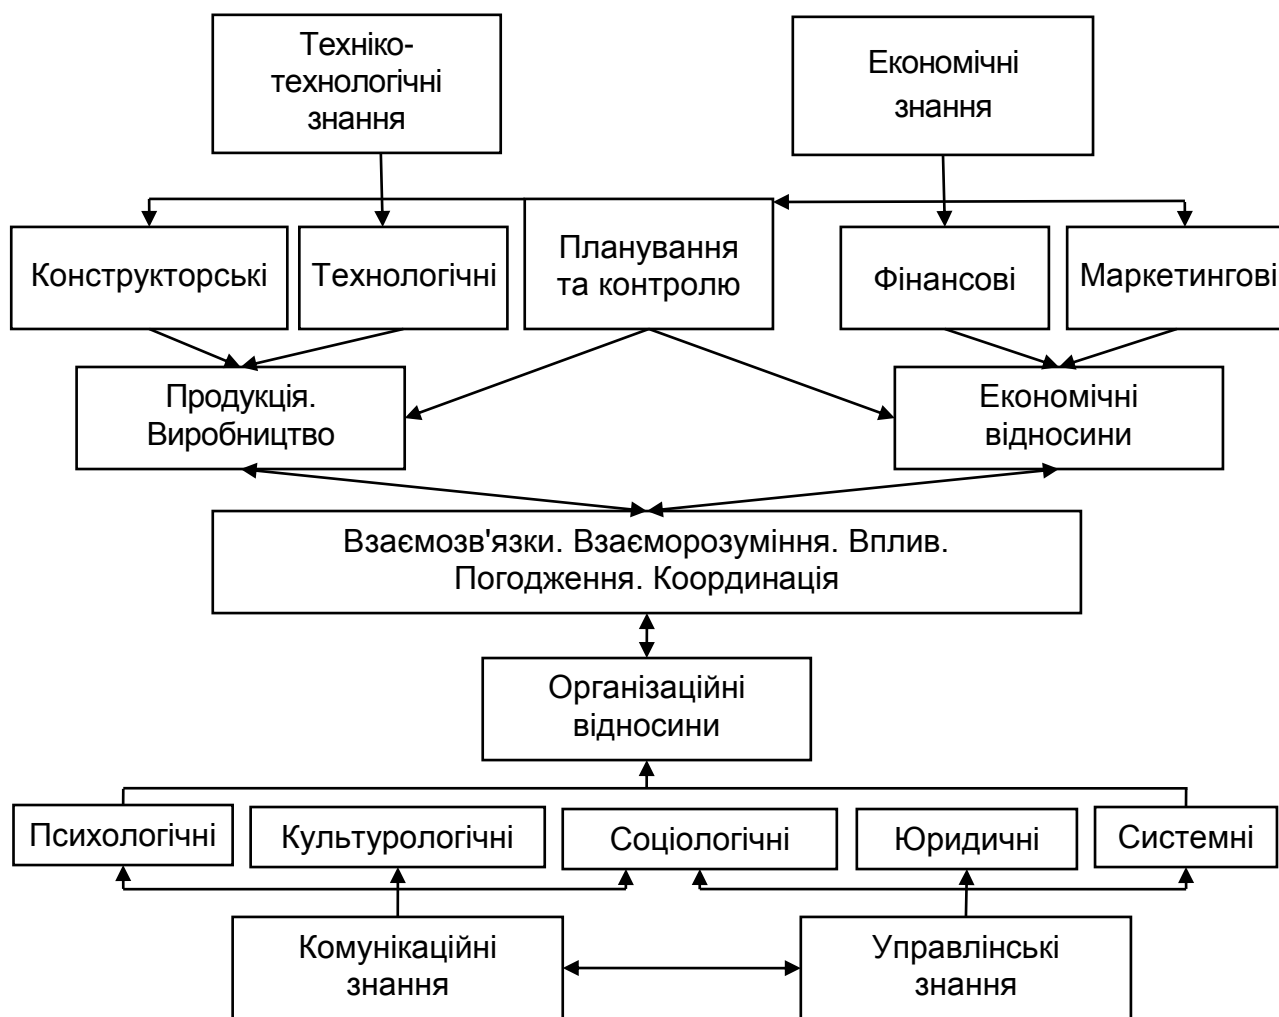 Техніко-
технологічні
знання
Економічні
знання
Конструкторські
Технологічні
Планування
та контролю
Фінансові
Маркетингові
Продукція.
Виробництво
Економічні
відносини
Взаємозв'язки. Взаєморозуміння. Вплив.
Погодження. Координація
Організаційні
відносини
Психологічні
Культурологічні
Соціологічні
Юридичні
Системні
Комунікаційні
знання
Управлінські
знання